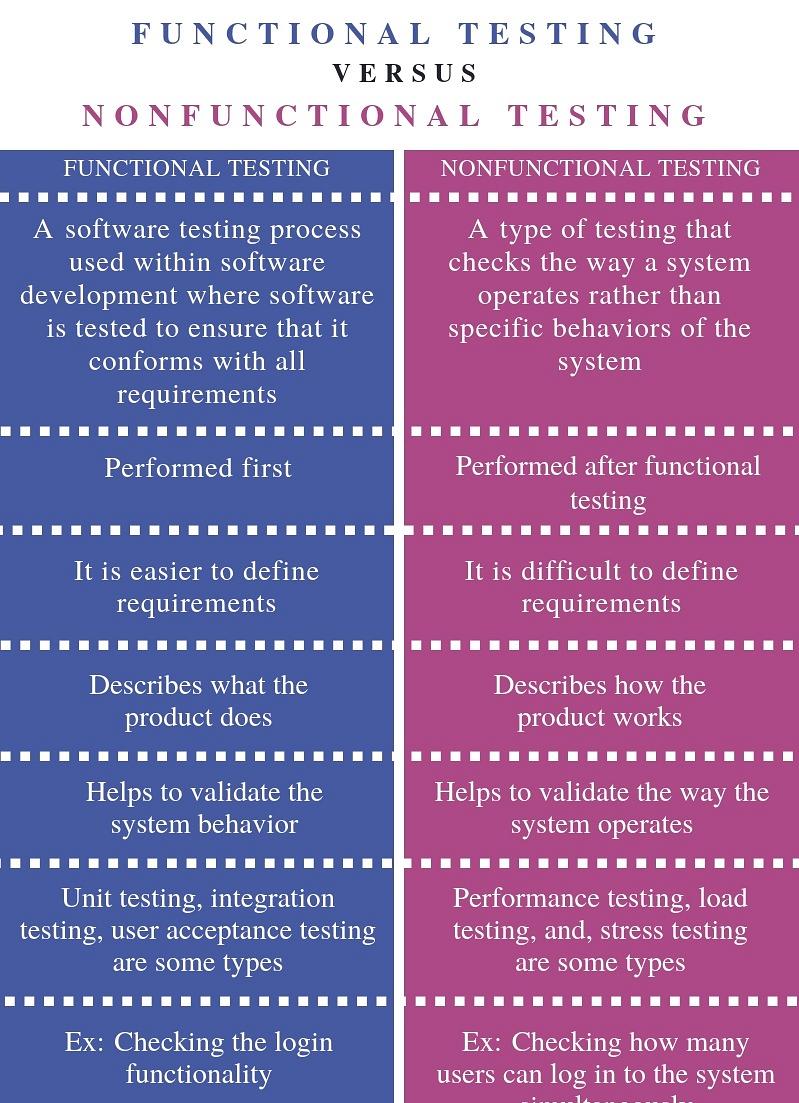 FUNCTIONAL TESTING
VERSUS
NONFUNCTIONAL TESTING
FUNCTIONAL TESTING
A software testing process
used within software
development where software
is tested to ensure that it
conforms with all
requirements
Performed first
It is easier to define
requirements
Describes what the
product does
Helps to validate the
system behavior
Unit testing, integration
testing, user acceptance testing
are some types
Ex: Checking the login
functionality
NONFUNCTIONAL TESTING
A type of testing that
checks the way a system
operates rather than
specific behaviors of the
system
Performed after functional
testing
It is difficult to define
requirements
Describes how the
product works
Helps to validate the way the
system operates
Performance testing, load
testing, and, stress testing
are some types
Ex: Checking how many
users can log in to the system